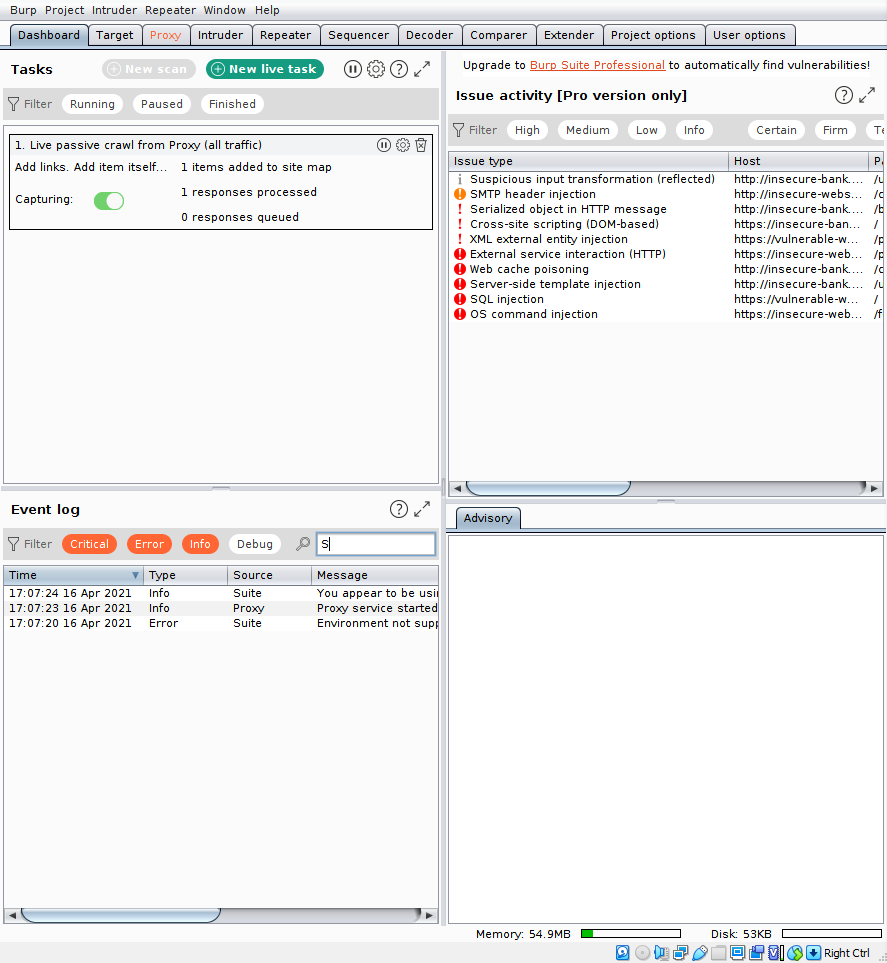 Burp Project Intruder Repeater Window Help
Dashboard Target Proxy Intruder Repeater Sequencer Decoder Comparer Extender Project options User options
Tasks New scan New live task
Filter Running Paused Finished
1. Live passive crawl from Proxy (all traffic)
Add links. Add item itself... 1 items added to site map
1 responses processed
Capturing:
0 responses queued
Upgrade to Burp Suite Professional to automatically find vulnerabilities!
Issue activity [Pro version only]
Filter High Medium Low Info Certain Firm Te
Issue type Host Pa
Suspicious input transformation (reflected) http://insecure-bank.... /u
SMTP header injection http://insecure-webs... /c
Serialized object in HTTP message http://insecure-bank.... /b
Cross-site scripting (DOM-based) https://insecure-ban... /
XML external entity injection https://vulnerable-w... /p
External service interaction (HTTP) https://insecure-web... /p
Web cache poisoning http://insecure-bank.... /c
Server-side template injection http://insecure-bank.... /u
SQL injection https://vulnerable-w... /
OS command injection https://insecure-web... /f
Event log
Filter Critical Error Info Debug S
Time Type Source Message
17:07:24 16 Apr 2021 Info Suite You appear to be usi
17:07:23 16 Apr 2021 Info Proxy Proxy service started
17:07:20 16 Apr 2021 Error Suite Environment not supp
Advisory
Memory: 54.9MB Disk: 53KB
Right Ctrl